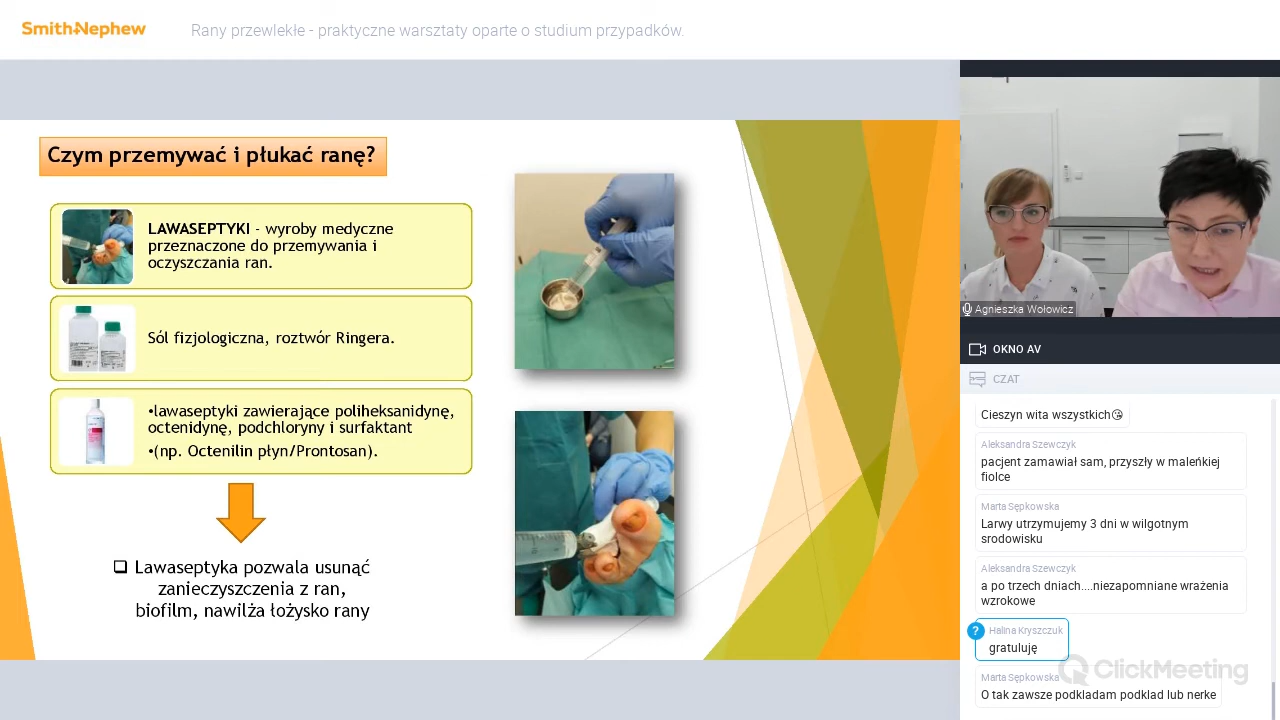 Smith+Nephew
Rany przewlekłe - praktyczne warsztaty oparte o studium przypadków.
Czym przemywać i płukać ranę?
LAWASEPTYKI - wyroby medyczne
przeznaczone do przemywania i
oczyszczania ran.
Sól fizjologiczna, roztwór Ringera.
•lawaseptyki zawierające poliheksanidynę,
octenidynę, podchloryny i surfaktant
•(np. Octenilin płyn/Prontosan).
❑ Lawaseptyka pozwala usunąć
zanieczyszczenia z ran,
biofilm, nawilża łożysko rany
Agnieszka Wołowicz
OKNO AV
CZAT
Cieszyn wita wszystkich😘
Aleksandra Szewczyk
pacjent zamawiał sam, przyszły w maleńkiej
fiolce
Marta Sępkowska
Larwy utrzymujemy 3 dni w wilgotnym
srodowisku
Aleksandra Szewczyk
a po trzech dniach....niezapomniane wrażenia
wzrokowe
?
Halina Kryszczuk
gratuluję
ClickMeeting
Marta Sępkowska
O tak zawsze podkladam podklad lub nerke